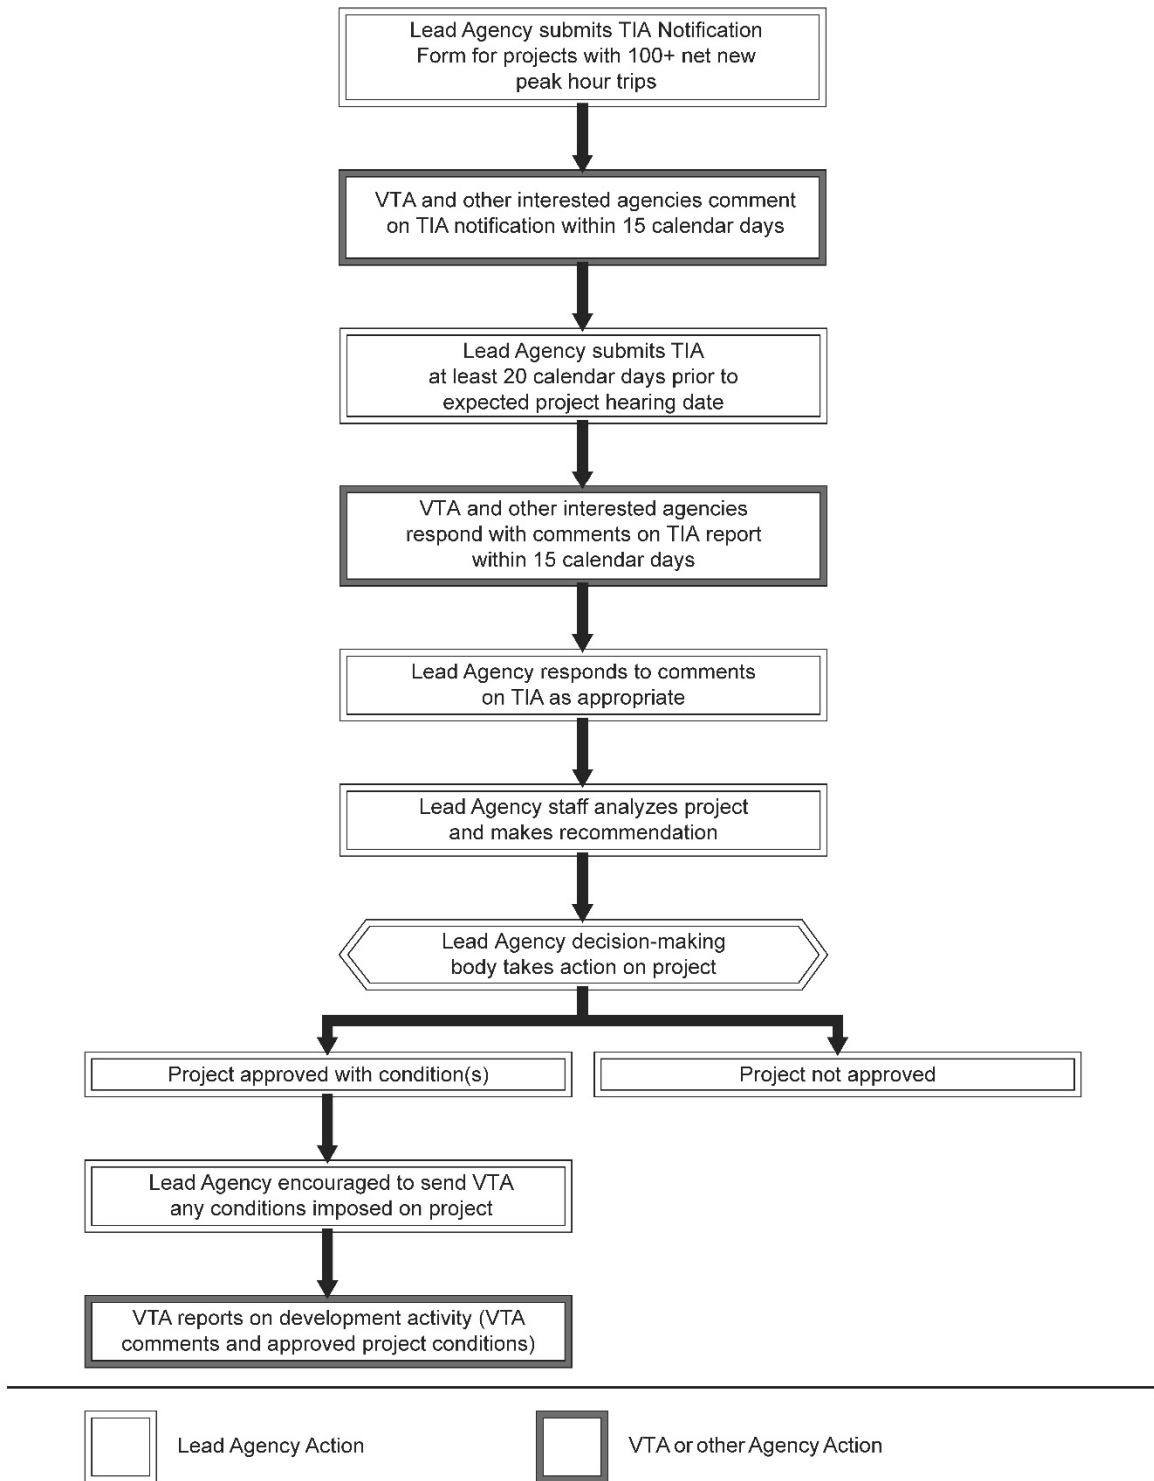 Lead Agency submits TIA Notification
Form for projects with 100+ net new
peak hour trips
VTA and other interested agencies comment
on TIA notification within 15 calendar days
Lead Agency submits TIA
at least 20 calendar days prior to
expected project hearing date
VTA and other interested agencies
respond with comments on TIA report
within 15 calendar days
Lead Agency responds to comments
on TIA as appropriate
Lead Agency staff analyzes project
and makes recommendation
Lead Agency decision-making
body takes action on project
Project approved with condition(s)
Project not approved
Lead Agency encouraged to send VTA
any conditions imposed on project
VTA reports on development activity (VTA
comments and approved project conditions)
Lead Agency Action
VTA or other Agency Action